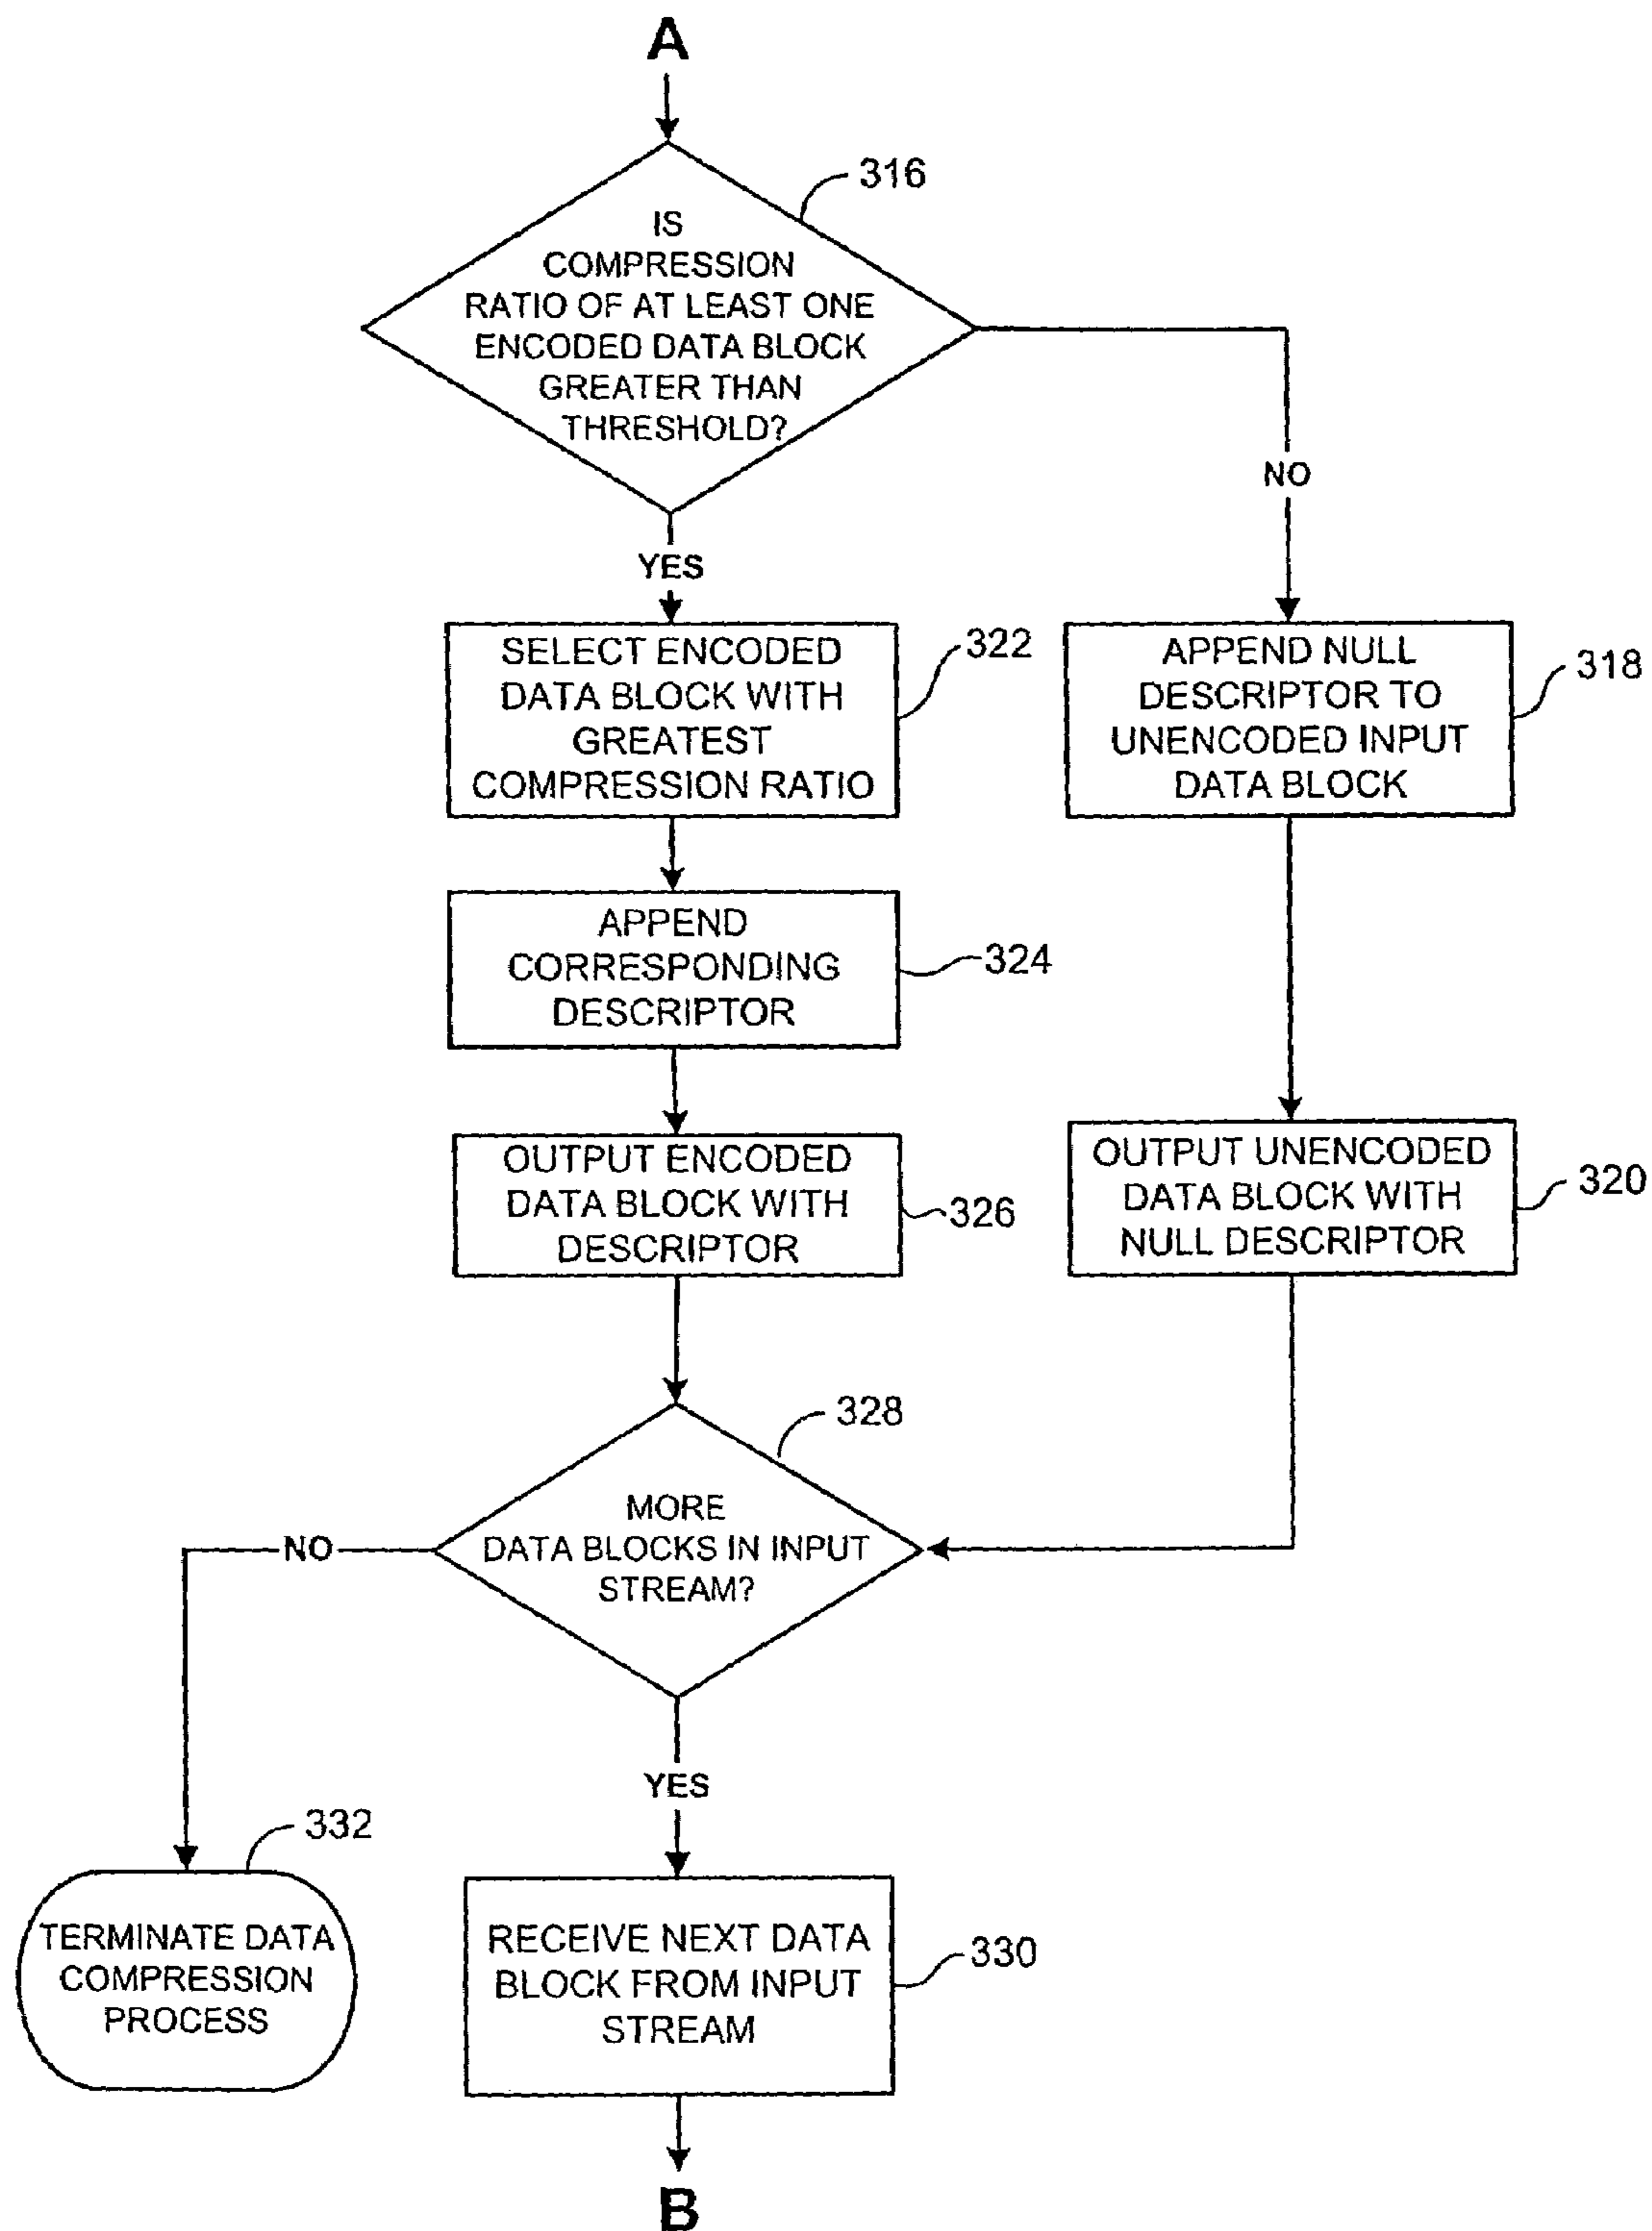 A
316
IS
COMPRESSION
RATIO OF AT LEAST ONE
ENCODED DATA BLOCK
GREATER THAN
THRESHOLD?
NO
YES
SELECT ENCODED
DATA BLOCK WITH
GREATEST
COMPRESSION RATIO
322
APPEND NULL
DESCRIPTOR TO
UNENCODED INPUT
DATA BLOCK
318
APPEND
CORRESPONDING
DESCRIPTOR
324
OUTPUT ENCODED
DATA BLOCK WITH
DESCRIPTOR
326
OUTPUT UNENCODED
DATA BLOCK WITH
NULL DESCRIPTOR
320
328
MORE
DATA BLOCKS IN INPUT
STREAM?
NO
YES
332
TERMINATE DATA
COMPRESSION
PROCESS
RECEIVE NEXT DATA
BLOCK FROM INPUT
STREAM
330
B